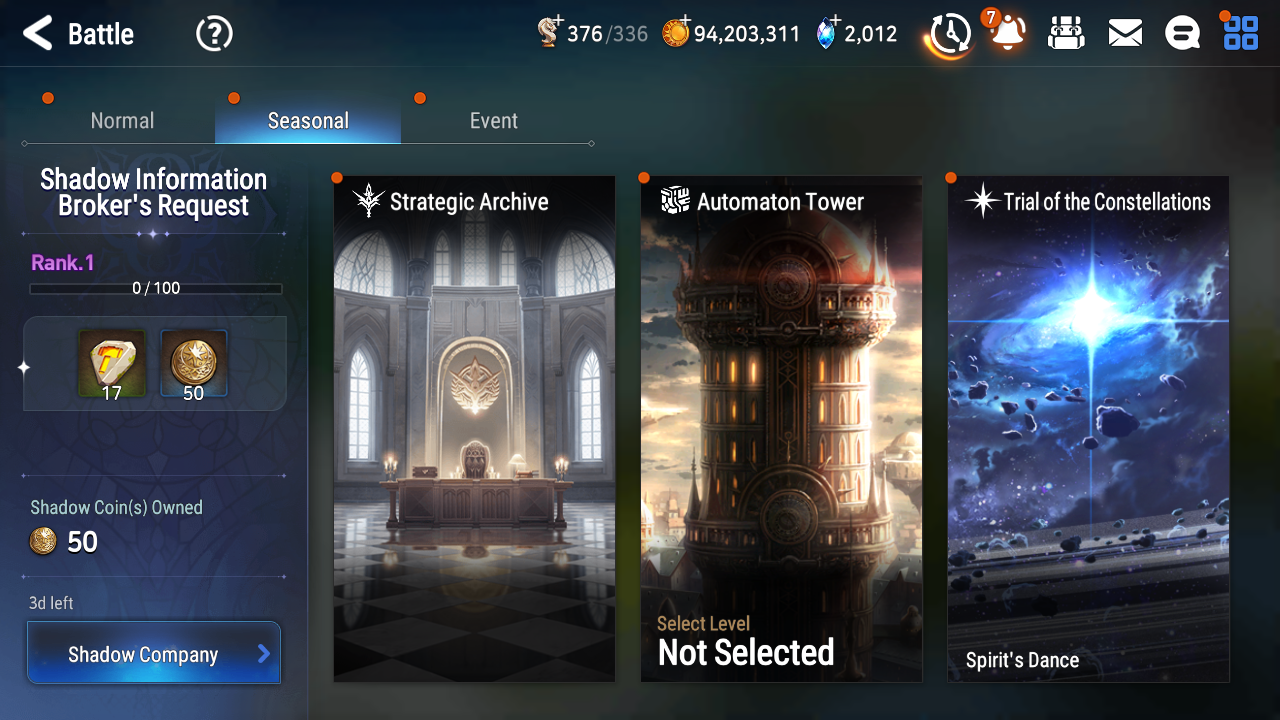 Battle
?
376/336
94,203,311
2,012
7
Normal
Seasonal
Event
Shadow Information
Broker's Request
Rank.1
0 / 100
17
50
Shadow Coin(s) Owned
50
3d left
Shadow Company
Strategic Archive
Automaton Tower
Select Level
Not Selected
Trial of the Constellations
Spirit's Dance